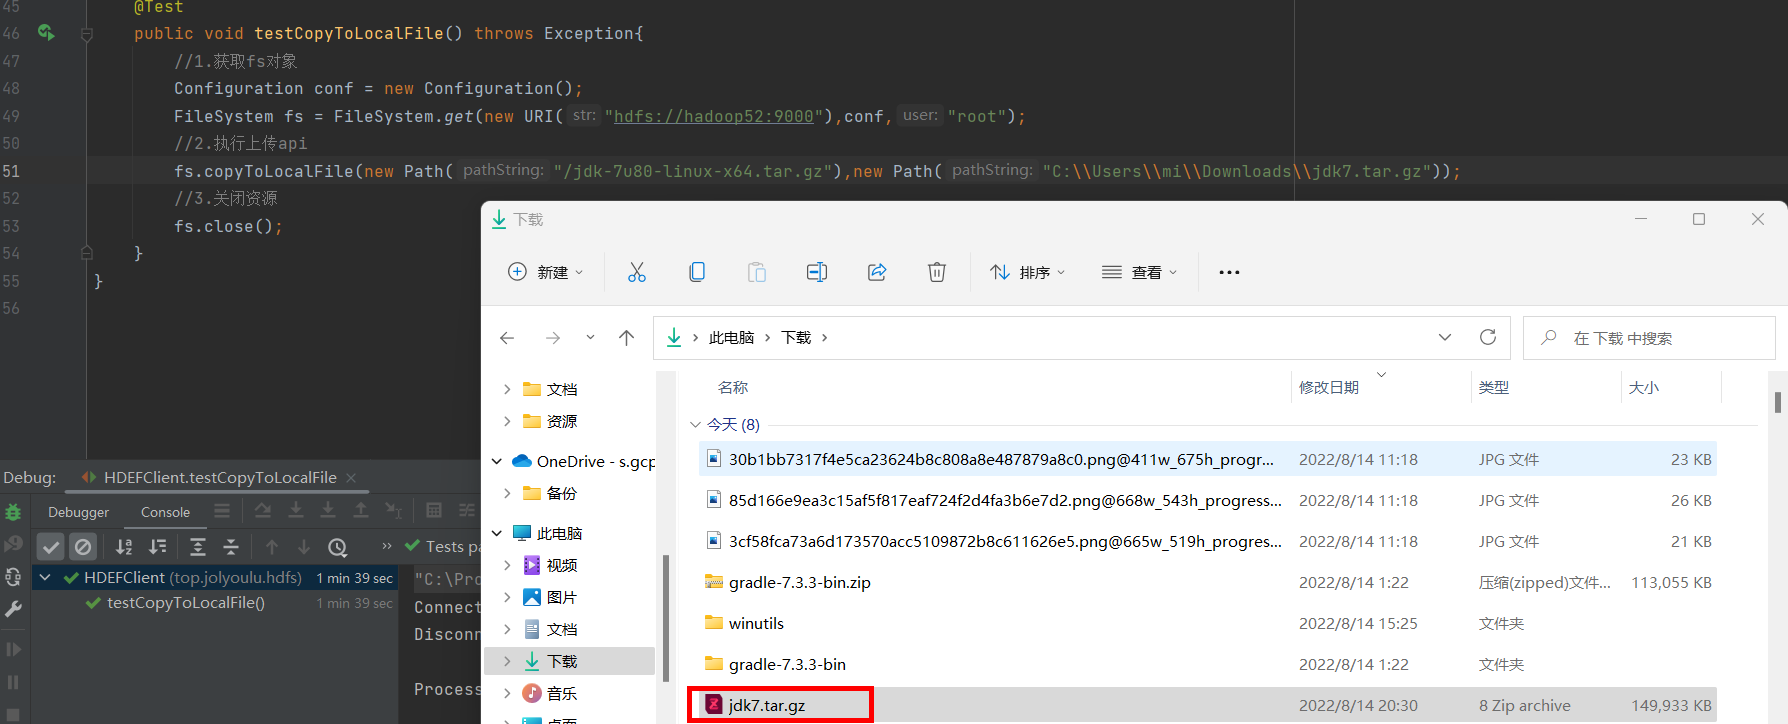 45 @Test
46 public void testCopyToLocalFile() throws Exception{
47 //1.获取fs对象
48 Configuration conf = new Configuration();
49 FileSystem fs = FileSystem.get(new URI( str: "hdfs://hadoop52:9000"),conf, user: "root");
50 //2.执行上传api
51 fs.copyToLocalFile(new Path( pathString: "/jdk-7u80-linux-x64.tar.gz"),new Path( pathString: "C:\\Users\\mi\\Downloads\\jdk7.tar.gz"));
52 //3.关闭资源
53 fs.close();
54 }
55 }
56
下载
新建 排序 查看
此电脑 下载
在 下载 中搜索
名称 修改日期 类型 大小
今天 (8)
30b1bb7317f4e5ca23624b8c808a8e487879a8c0.png@411w_675h_progr... 2022/8/14 11:18 JPG 文件 23 KB
85d166e9ea3c15af5f817eaf724f2d4fa3b6e7d2.png@668w_543h_progress... 2022/8/14 11:18 JPG 文件 26 KB
3cf58fca73a6d173570acc5109872b8c611626e5.png@665w_519h_progres... 2022/8/14 11:18 JPG 文件 21 KB
gradle-7.3.3-bin.zip 2022/8/14 1:22 压缩(zipped)文件... 113,055 KB
winutils 2022/8/14 15:25 文件夹
gradle-7.3.3-bin 2022/8/14 1:22 文件夹
jdk7.tar.gz 2022/8/14 20:30 8 Zip archive 149,933 KB
文档
资源
OneDrive - s.gcp
备份
此电脑
视频
图片
文档
下载
音乐
Debug: HDEFClient.testCopyToLocalFile
Debugger Console
Tests pa
HDEFClient (top.jolyoulu.hdfs) 1 min 39 sec
testCopyToLocalFile() 1 min 39 sec
"C:\Pro
Connect
Disconn
Process